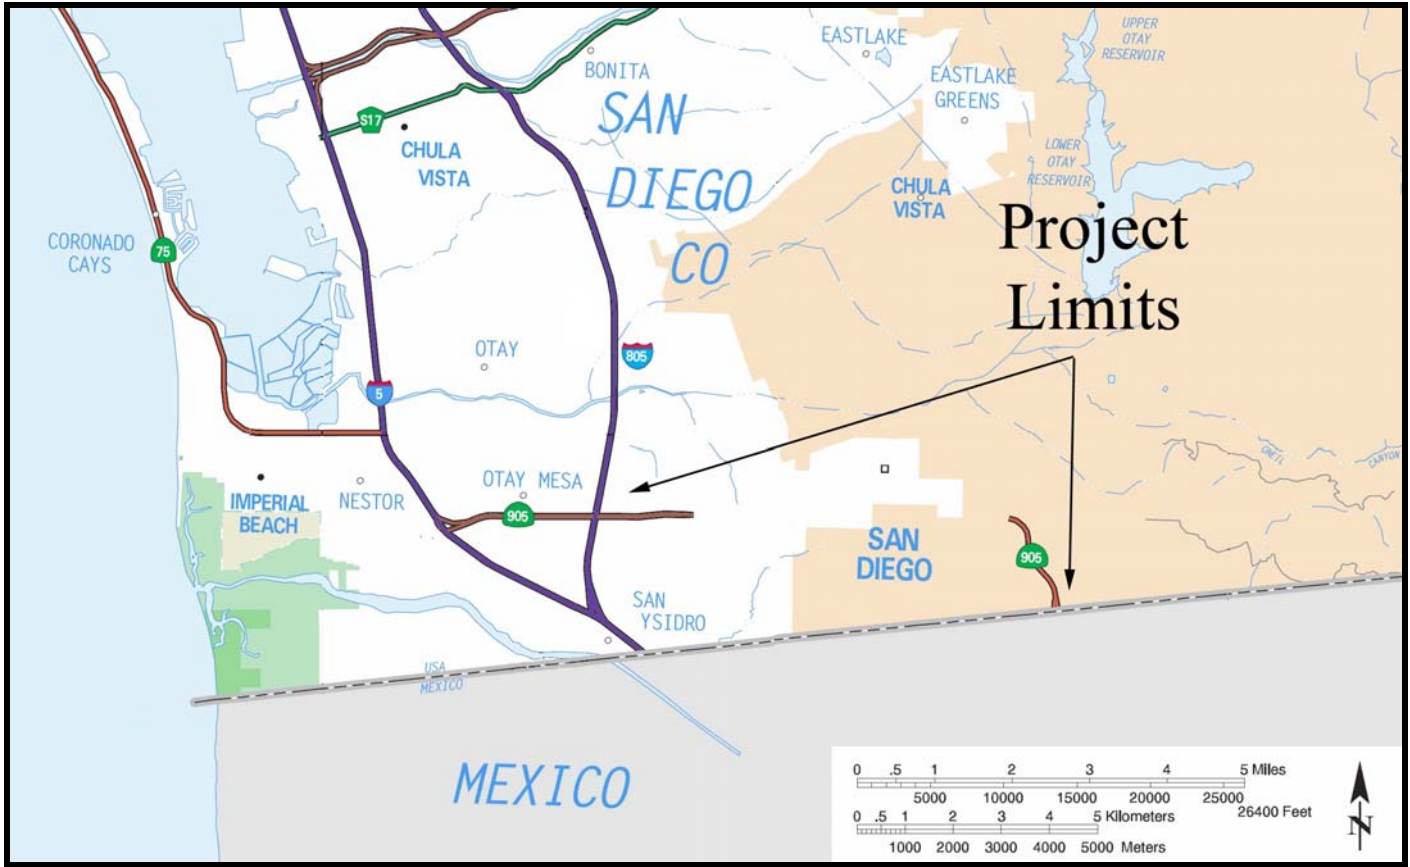 UPPER
OTAY
RESERVOIR
EASTLAKE
BONITA
EASTLAKE
GREENS
SAN
DIEGO
CO
S17
CHULA
VISTA
LOWER
OTAY
RESERVOIR
CHULA
VISTA
Project
Limits
CORONADO
CAYS
75
OTAY
805
5
ONEIL
CANYON
OTAY MESA
IMPERIAL
BEACH
NESTOR
905
SAN
DIEGO
905
SAN
YSIDRO
USA
MEXICO
MEXICO
0 .5 1 2 3 4 5 Miles
5000 10000 15000 20000 25000
26400 Feet
0 .5 1 2 3 4 5 Kilometers
1000 2000 3000 4000 5000 Meters
N